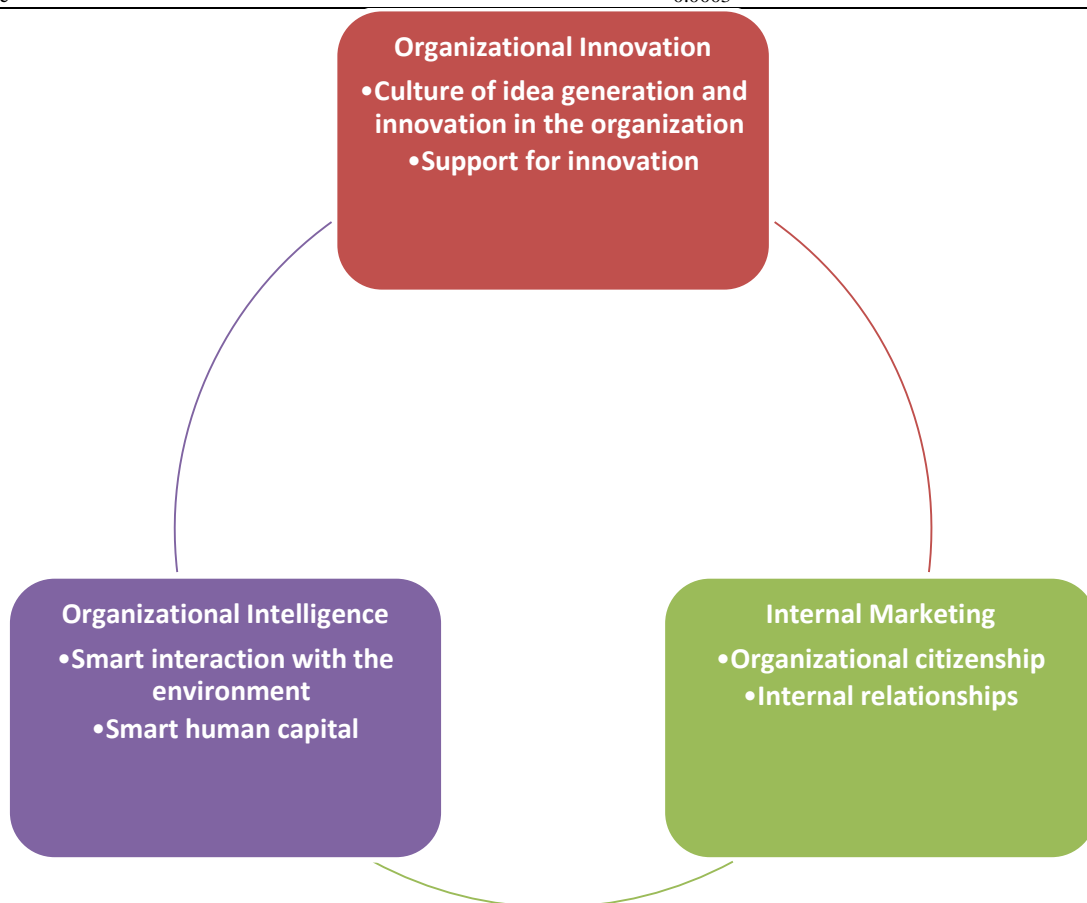 Organizational Innovation
•Culture of idea generation and
innovation in the organization
•Support for innovation
Organizational Intelligence
•Smart interaction with the
environment
•Smart human capital
Internal Marketing
•Organizational citizenship
•Internal relationships